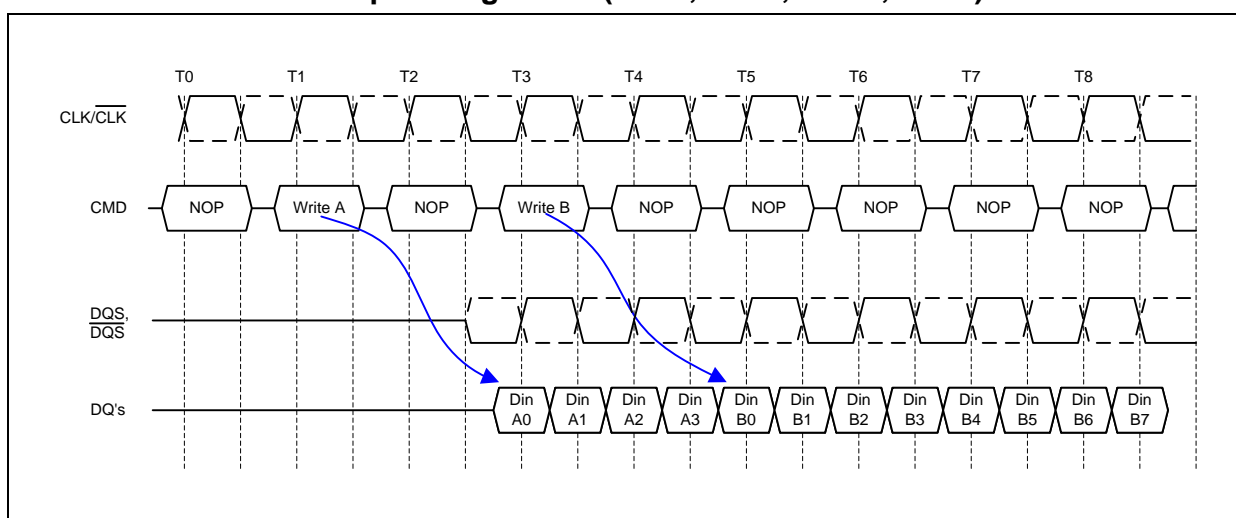 T0 T1 T2 T3 T4 T5 T6 T7 T8
CLK/CLK
CMD NOP Write A NOP Write B NOP NOP NOP NOP NOP
DQS,
DQS
DQ's
Din Din Din Din Din Din Din Din Din Din Din Din
A0 A1 A2 A3 B0 B1 B2 B3 B4 B5 B6 B7